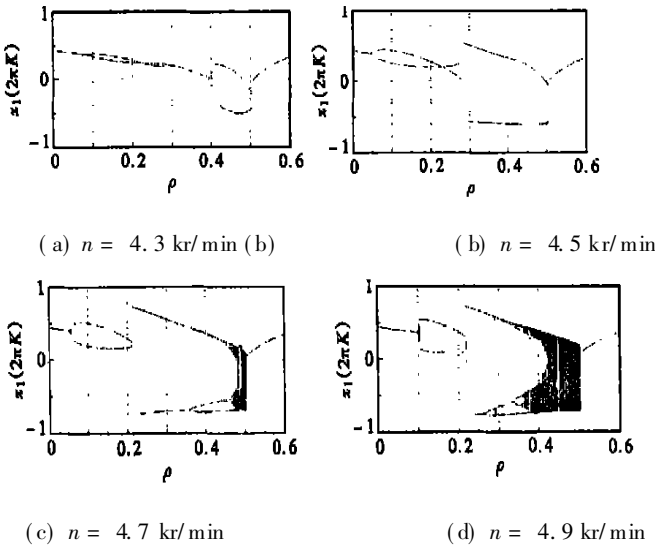 1
0
-1
x₁(2πK)
0 0.2 0.4 0.6
ρ
(a) n = 4.3 kr/min (b)
1
0
-1
x₁(2πK)
0 0.2 0.4 0.6
ρ
(b) n = 4.5 kr/min
1
0
-1
x₁(2πK)
0 0.2 0.4 0.6
ρ
(c) n = 4.7 kr/min
1
0
-1
x₁(2πK)
0 0.2 0.4 0.6
ρ
(d) n = 4.9 kr/min